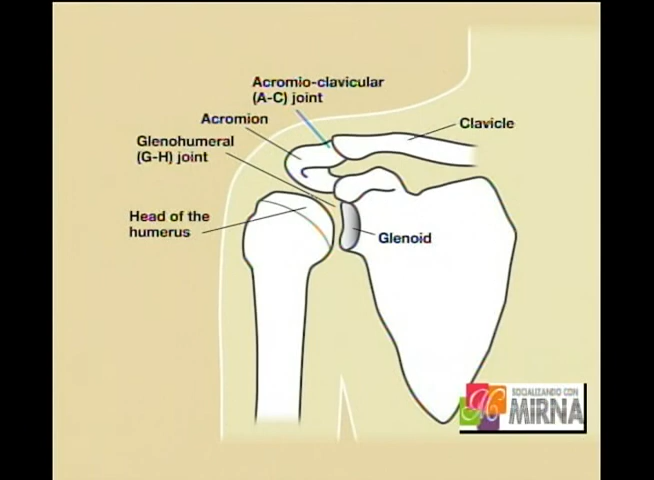 Acromio-clavicular
(A-C) joint
Acromion
Clavicle
Glenohumeral
(G-H) joint
Head of the
humerus
Glenoid
SOCIALIZANDO CON
MIRNA